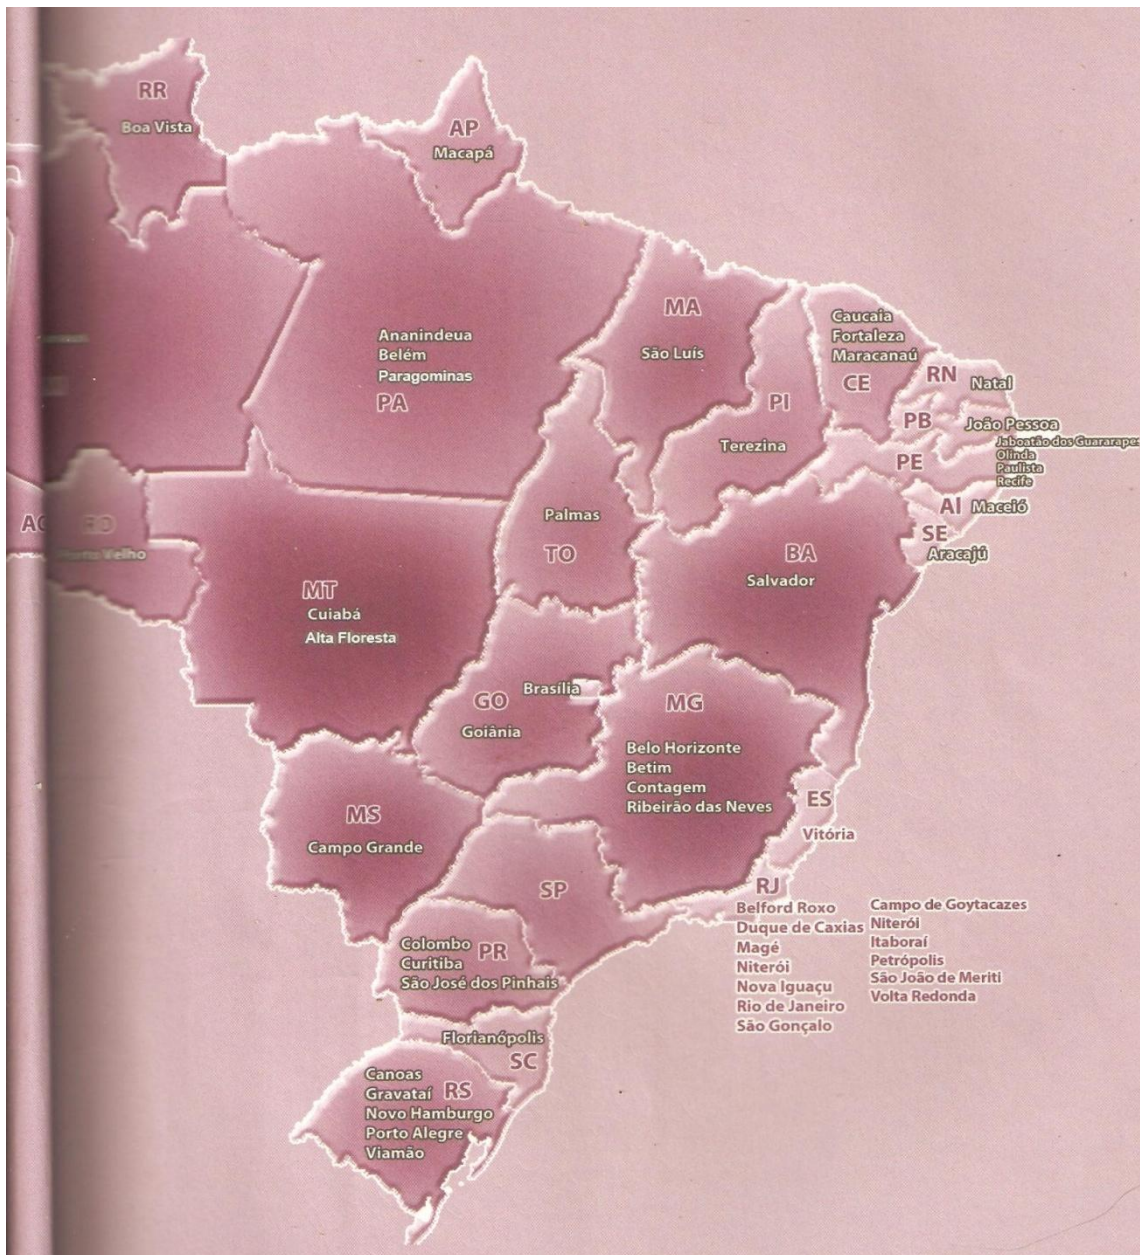 RR
Boa Vista
AP
Macapá
Ananindeua
Belém
Paragominas
PA
MA
São Luís
PI
Terezina
Caucaia
Fortaleza
Maracanaú
CE
RN
Natal
PB
João Pessoa
PE
Jaboatão dos Guararapes
Olinda
Paulista
Recife
Al
Maceió
SE
Aracajú
AC
RO
Porto Velho
Palmas
TO
BA
Salvador
MT
Cuiabá
Alta Floresta
GO
Brasília
Goiânia
MG
Belo Horizonte
Betim
Contagem
Ribeirão das Neves
ES
Vitória
MS
Campo Grande
SP
RJ
Belford Roxo
Duque de Caxias
Magé
Niterói
Nova Iguaçu
Rio de Janeiro
São Gonçalo
Campo de Goytacazes
Niterói
Itaboraí
Petrópolis
São João de Meriti
Volta Redonda
Colombo
Curitiba
São José dos Pinhais
PR
Florianópolis
SC
Canoas
Gravataí
Novo Hamburgo
Porto Alegre
Viamão
RS